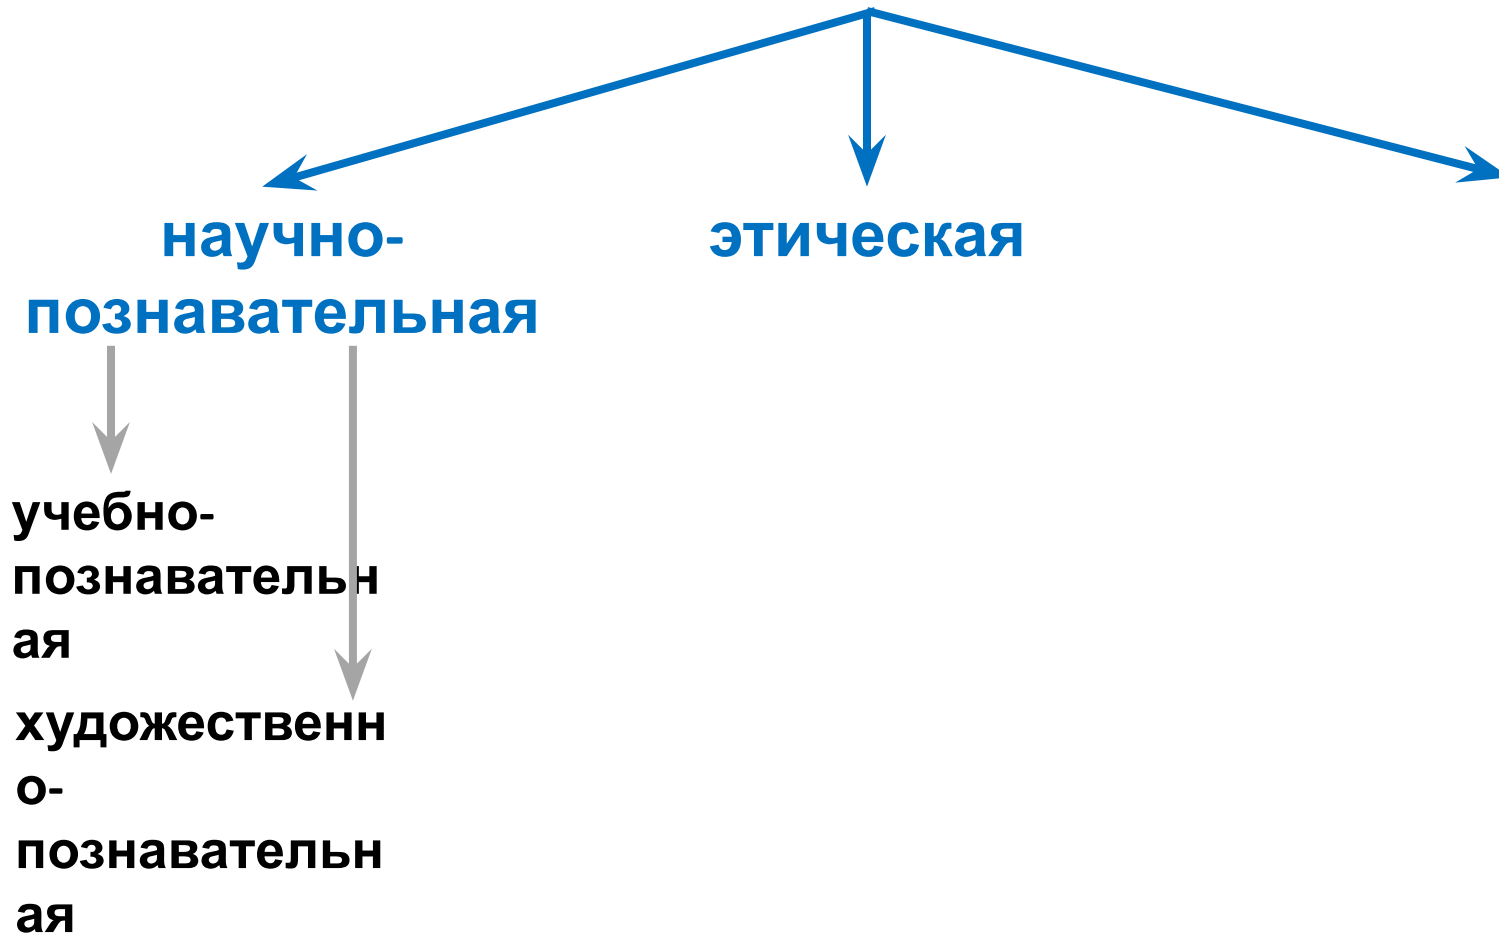 научно-
познавательная
этическая
учебно-
познавательн
ая
художественн
о-
познавательн
ая